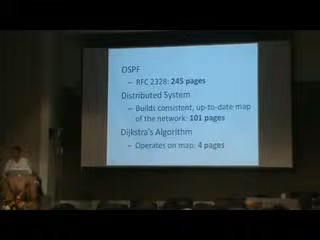 OSPF
– RFC 2328: 245 pages
Distributed System
– Builds consistent, up-to-date map
of the network: 101 pages
Dijkstra's Algorithm
– Operates on map: 4 pages